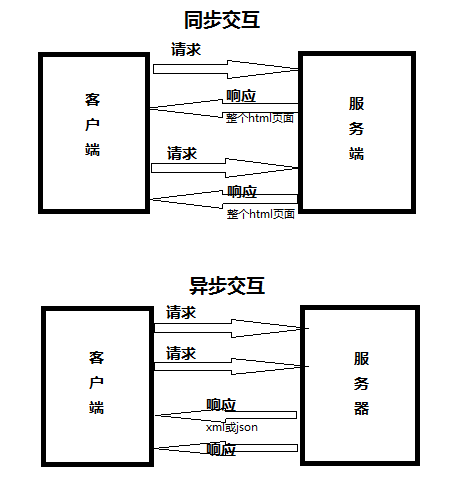 同步交互
请求
响应
整个html页面
请求
响应
整个html页面
客户端
服务端
异步交互
请求
请求
响应
xml或json
响应
客户端
服务器